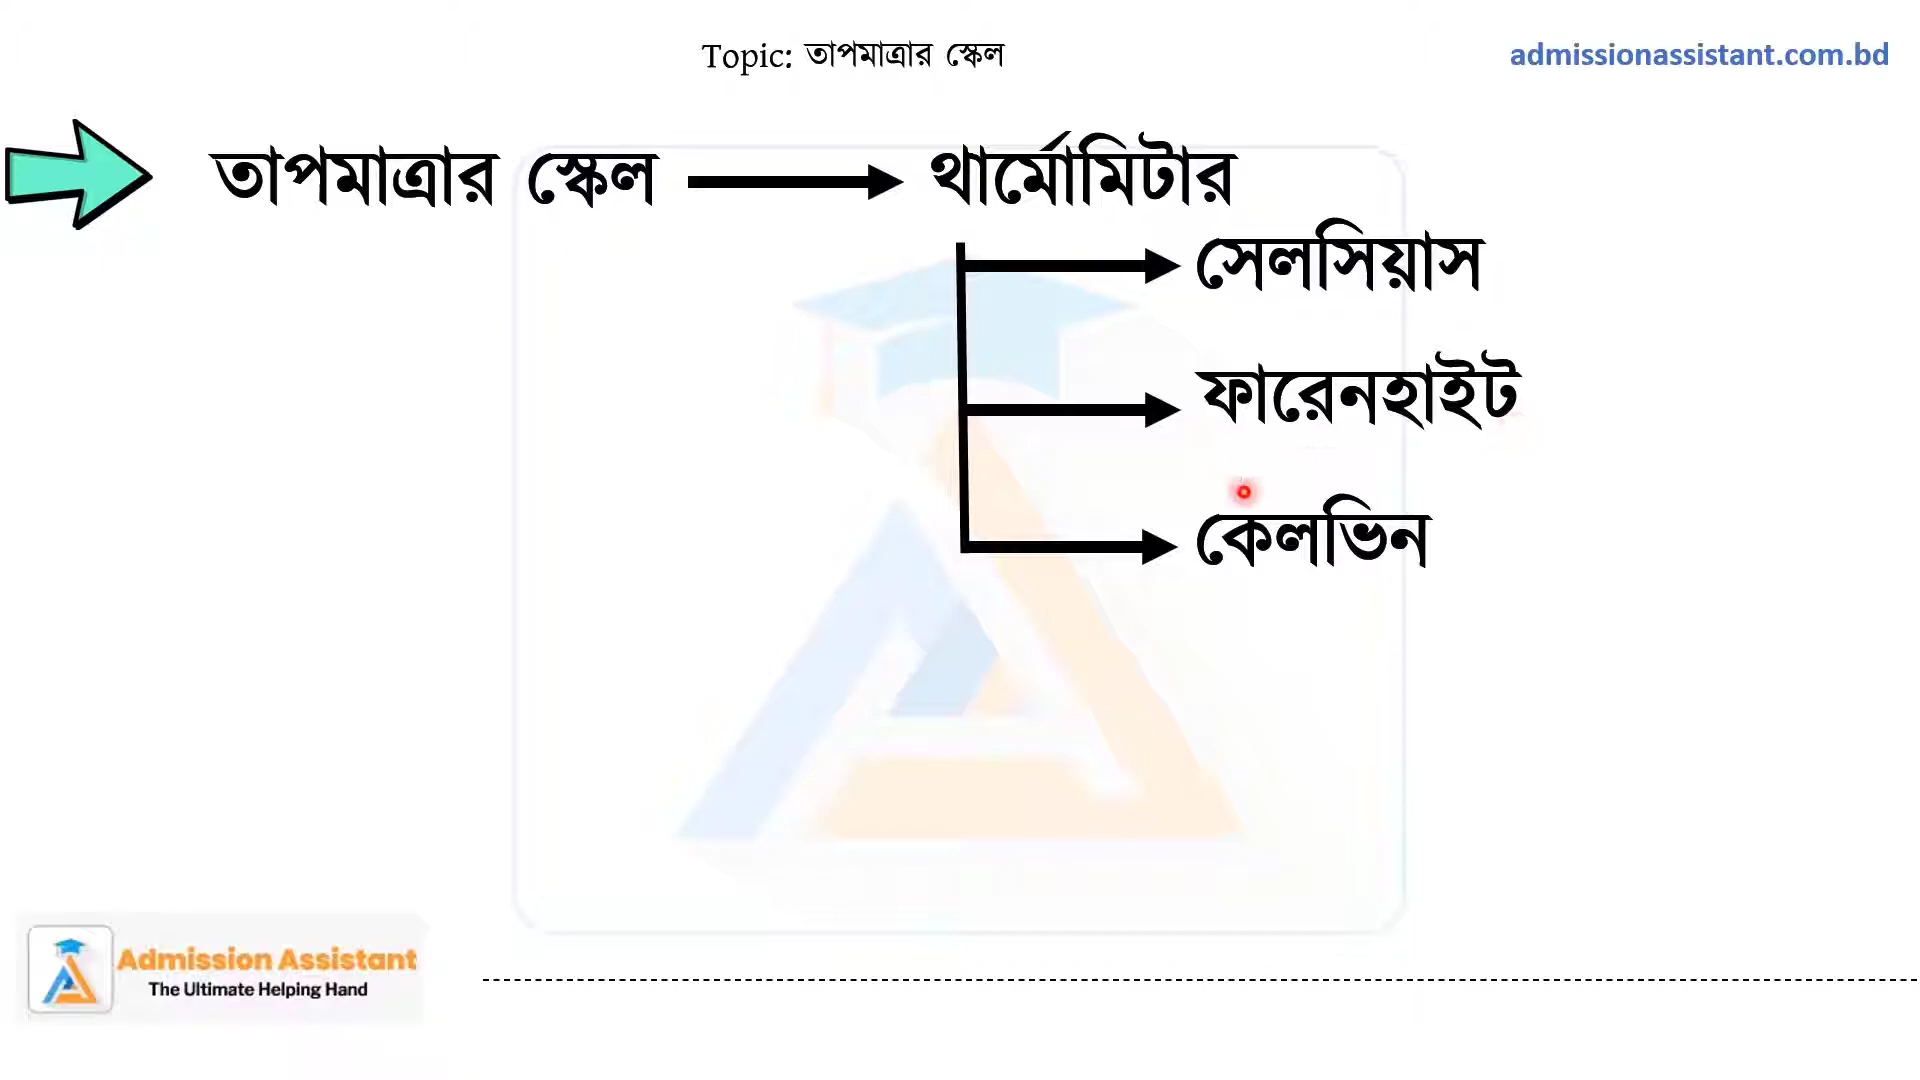 Topic: তাপমাত্রার স্কেল
admissionassistant.com.bd
তাপমাত্রার স্কেল থার্মোমিটার
সেলসিয়াস
ফারেনহাইট
কেলভিন
Admission Assistant
The Ultimate Helping Hand